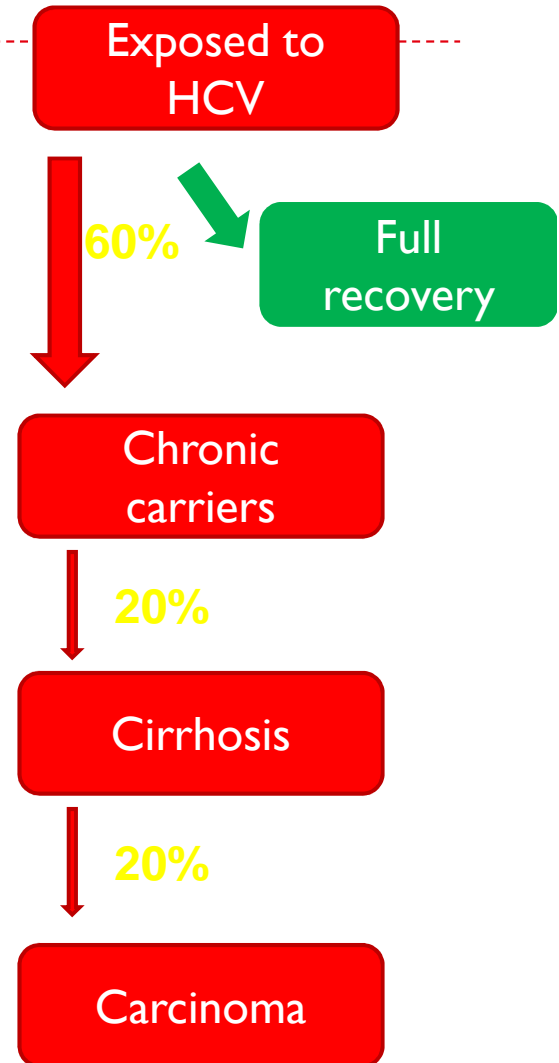 Exposed to
HCV
60%
Full
recovery
Chronic
carriers
20%
Cirrhosis
20%
Carcinoma